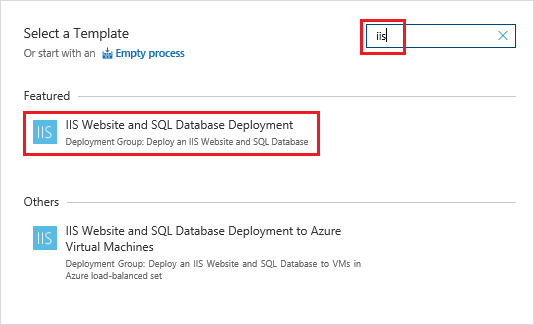 Select a Template
iis
Or start with an Empty process
Featured
IIS
IIS Website and SQL Database Deployment
Deployment Group: Deploy an IIS Website and SQL Database
Others
IIS
IIS Website and SQL Database Deployment to Azure
Virtual Machines
Deployment Group: Deploy an IIS Website and SQL Database to VMs in
Azure load-balanced set